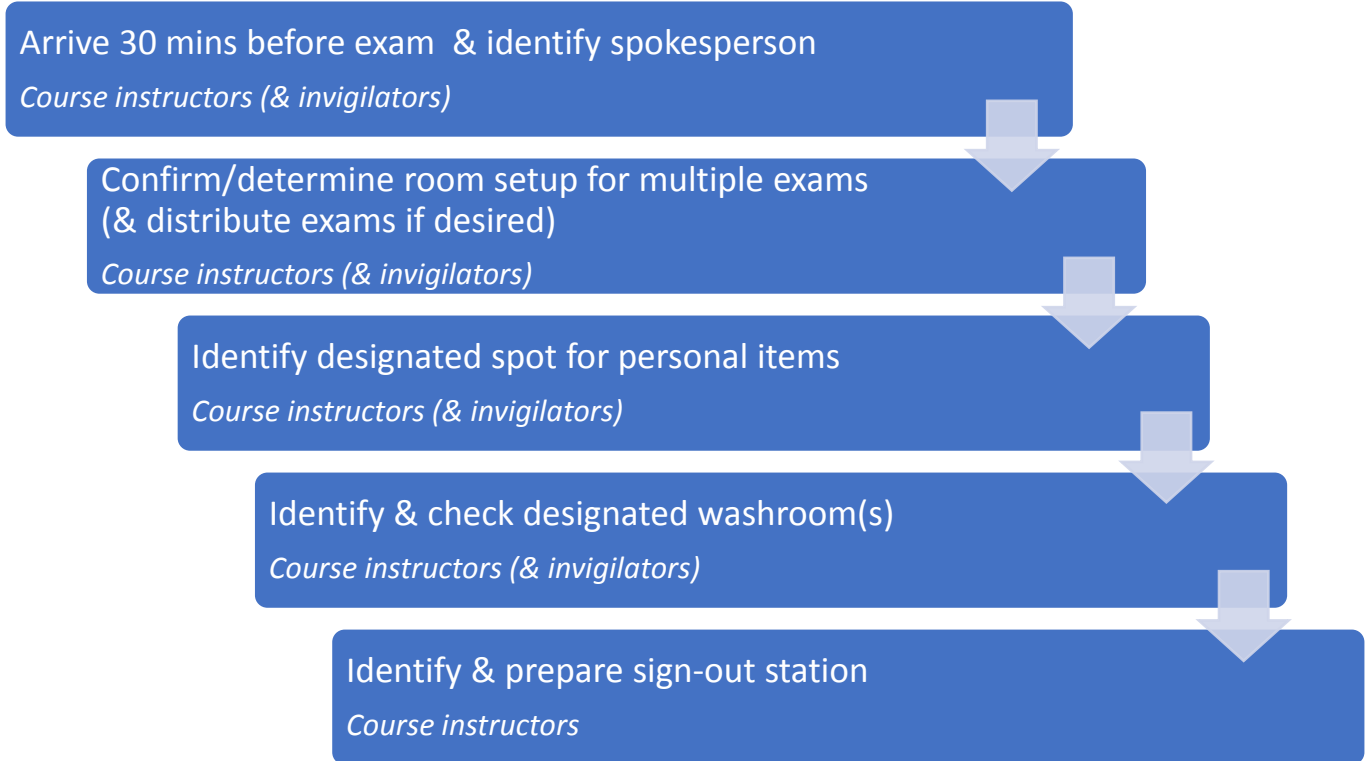 Arrive 30 mins before exam  & identify spokesperson
Course instructors (& invigilators)
Confirm/determine room setup for multiple exams
(& distribute exams if desired)
Course instructors (& invigilators)
Identify designated spot for personal items
Course instructors (& invigilators)
Identify & check designated washroom(s)
Course instructors (& invigilators)
Identify & prepare sign-out station
Course instructors